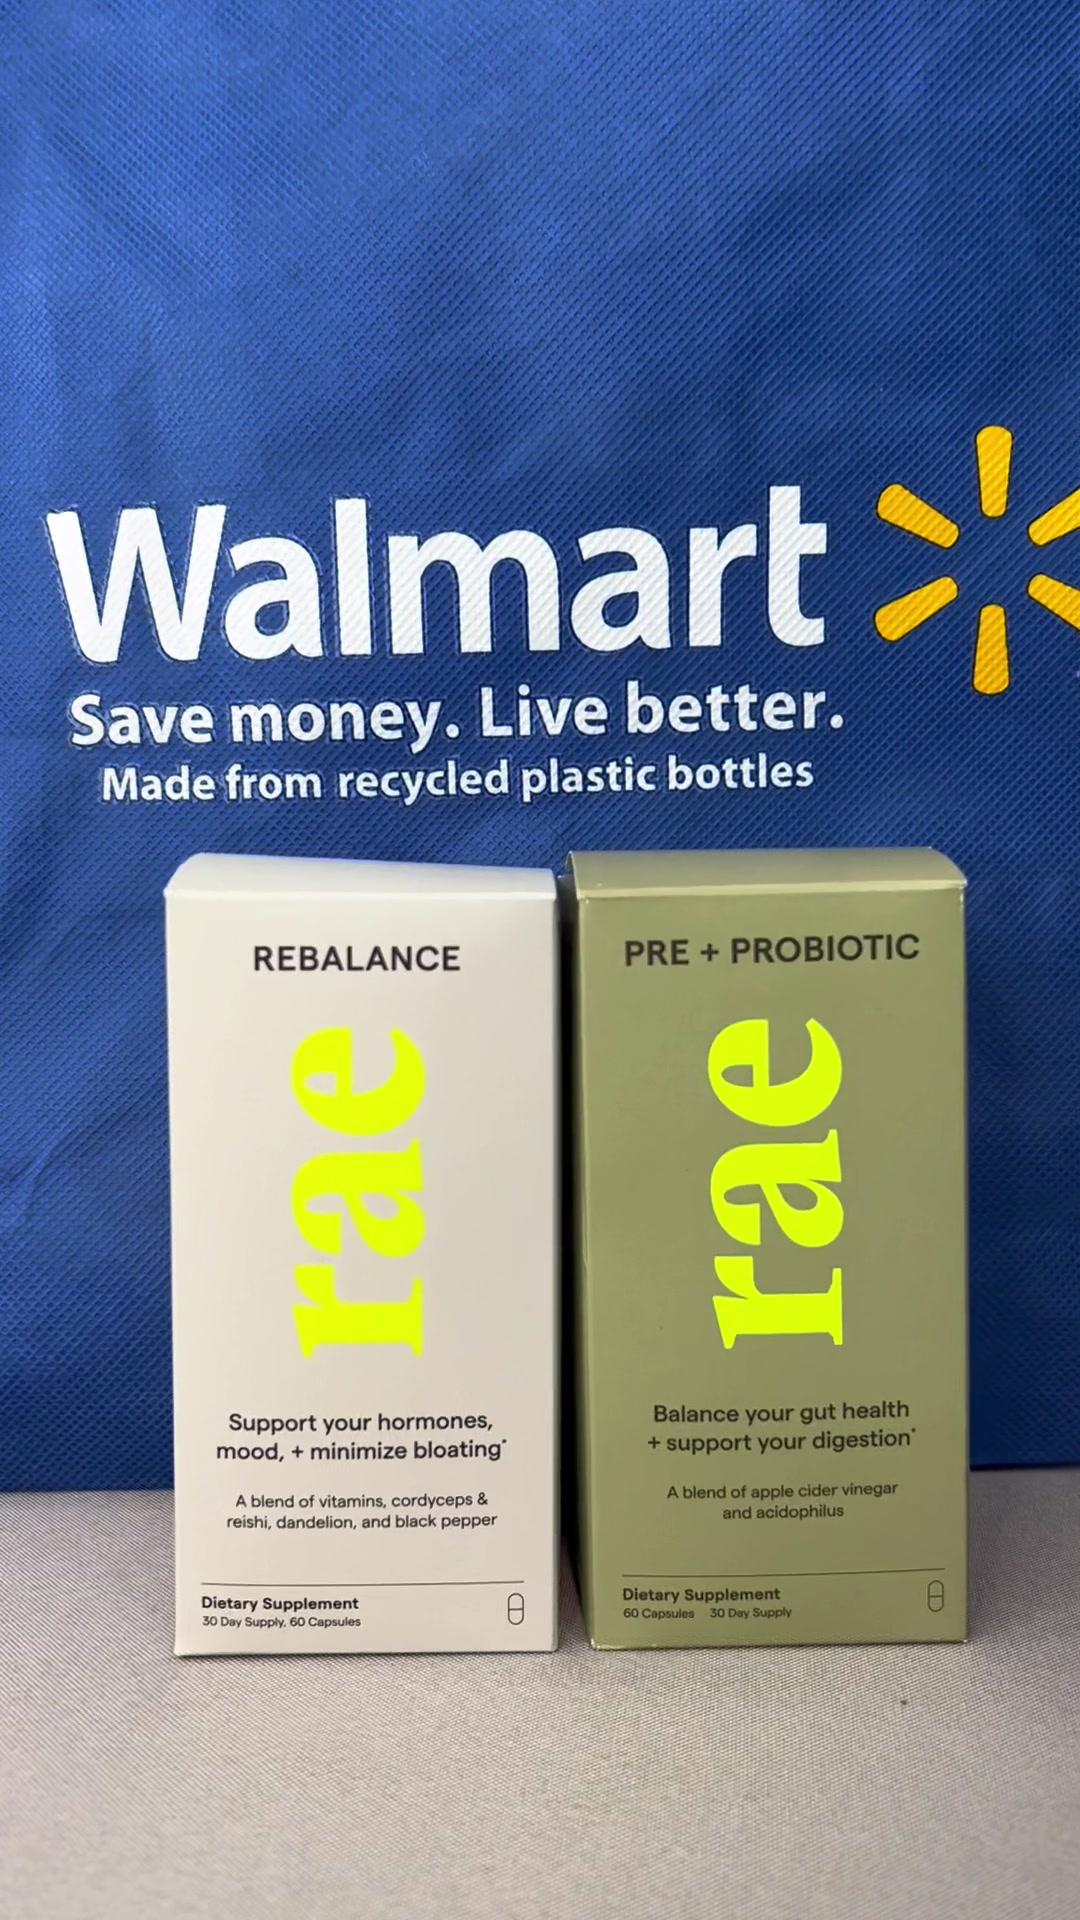 Walmart
Save money. Live better.
Made from recycled plastic bottles
REBALANCE
rae
Support your hormones,
mood, + minimize bloating*
A blend of vitamins, cordyceps &
reishi, dandelion, and black pepper
Dietary Supplement
30 Day Supply, 60 Capsules
PRE + PROBIOTIC
rae
Balance your gut health
+ support your digestion*
A blend of apple cider vinegar
and acidophilus
Dietary Supplement
60 Capsules 30 Day Supply